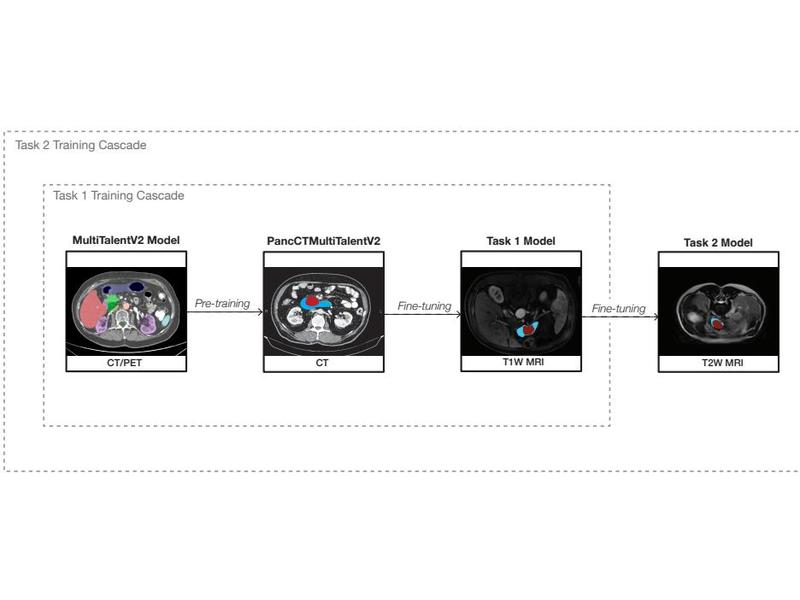 Task 2 Training Cascade
Task 1 Training Cascade
MultiTalentV2 Model
PancCTMultiTalentV2
Task 1 Model
Task 2 Model
Pre-training
Fine-tuning
Fine-tuning
CT/PET
CT
T1W MRI
T2W MRI